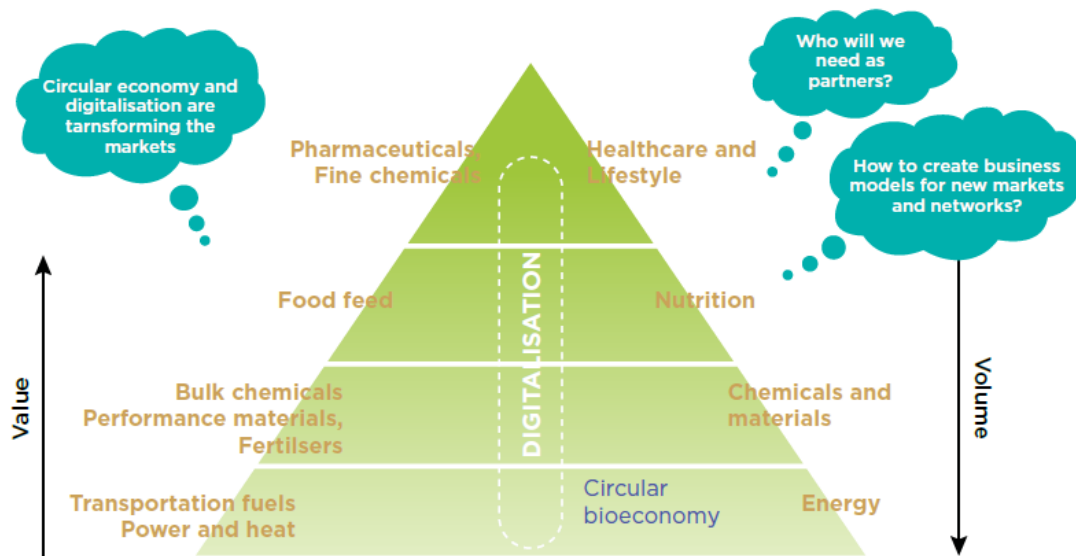 Circular economy and
digitalisation are
tarnsforming the
markets
Who will we
need as
partners?
How to create business
models for new markets
and networks?
Pharmaceuticals,
Fine chemicals
Healthcare and
Lifestyle
Food feed
Nutrition
Bulk chemicals
Performance materials,
Fertilsers
Chemicals and
materials
Transportation fuels
Power and heat
Circular
bioeconomy
Energy
DIGITALISATION
Value
Volume